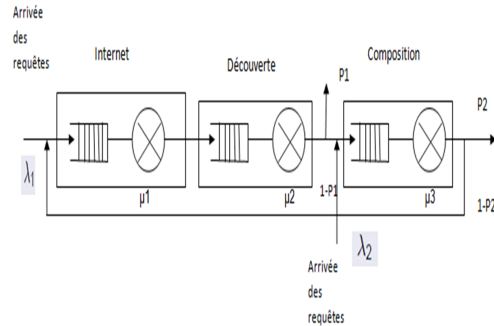 Arrivée
des
requêtes
Internet
Découverte
Composition
P1
P2
λ1
μ1
μ2
1-P1
μ3
1-P2
λ2
Arrivée
des
requêtes